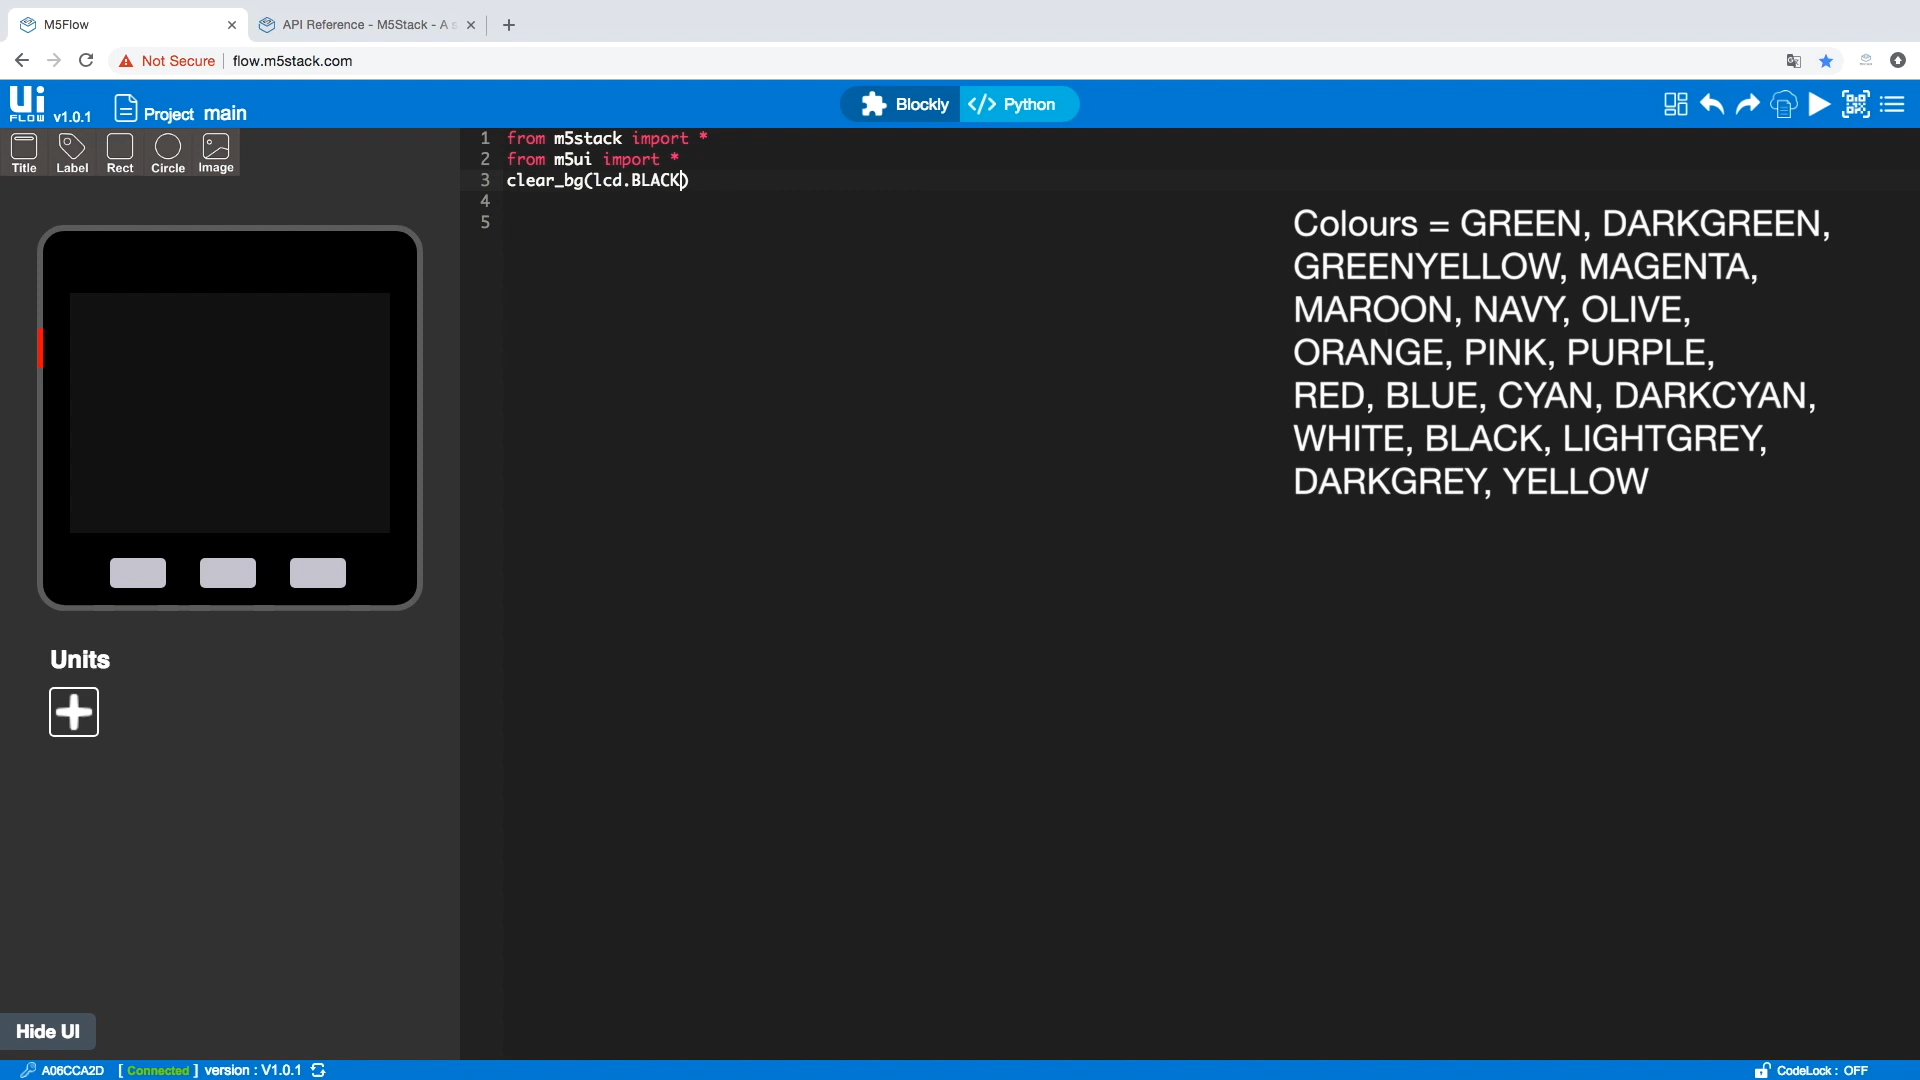 M5Flow
API Reference - M5Stack - A s
Not Secure
flow.m5stack.com
Ui
FLOW
v1.0.1
Project main
Blockly
</> Python
Title
Label
Rect
Circle
Image
1 from m5stack import *
2 from m5ui import *
3 clear_bg(lcd.BLACK)
4
5
Colours = GREEN, DARKGREEN,
GREENYELLOW, MAGENTA,
MAROON, NAVY, OLIVE,
ORANGE, PINK, PURPLE,
RED, BLUE, CYAN, DARKCYAN,
WHITE, BLACK, LIGHTGREY,
DARKGREY, YELLOW
Units
Hide UI
A06CCA2D [ Connected ] version : V1.0.1
CodeLock : OFF